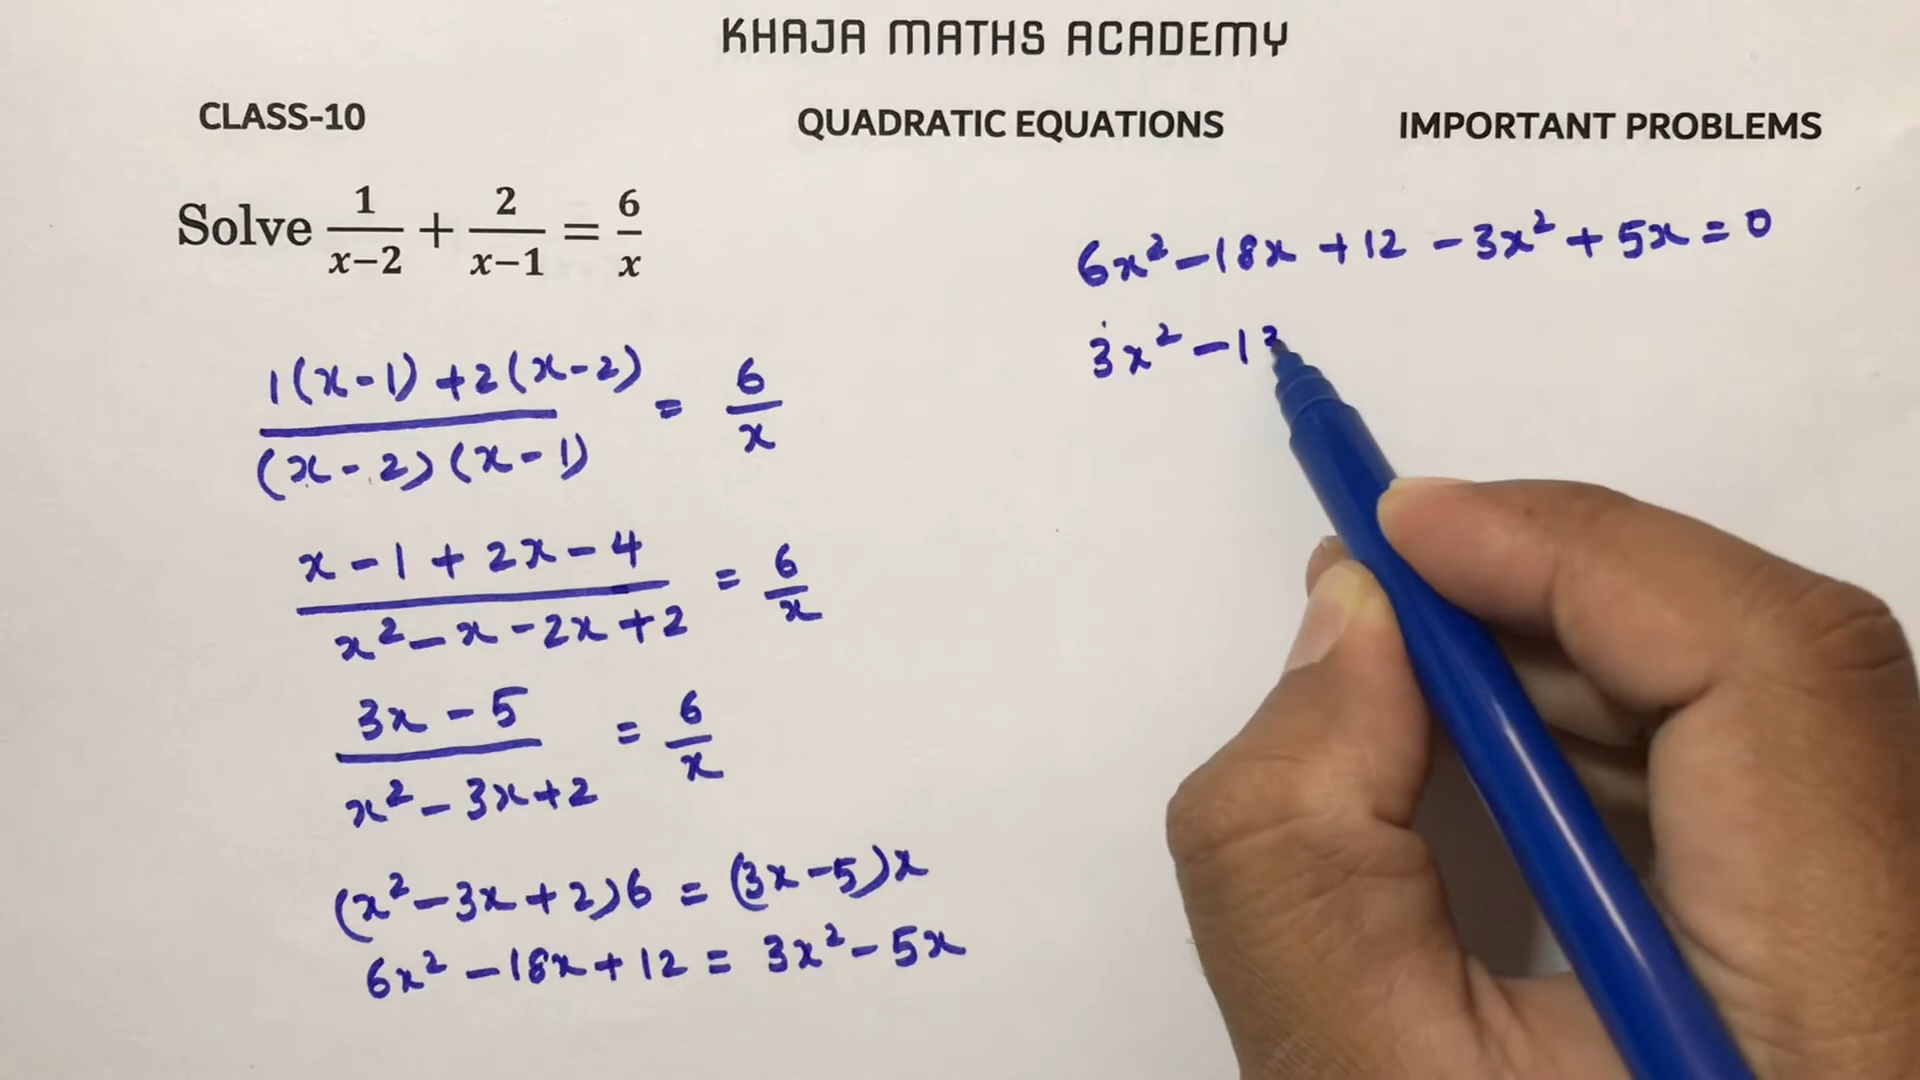 KHAJA MATHS ACADEMY
CLASS-10 QUADRATIC EQUATIONS IMPORTANT PROBLEMS
Solve 1/(x−2) + 2/(x−1) = 6/x
(1(x-1)+2(x-2))/((x-2)(x-1)) = 6/x
(x-1+2x-4)/(x²-x-2x+2) = 6/x
(3x-5)/(x²-3x+2) = 6/x
(x²-3x+2)6 = (3x-5)x
6x²-18x+12 = 3x²-5x
6x²-18x+12-3x²+5x=0
3x²-13